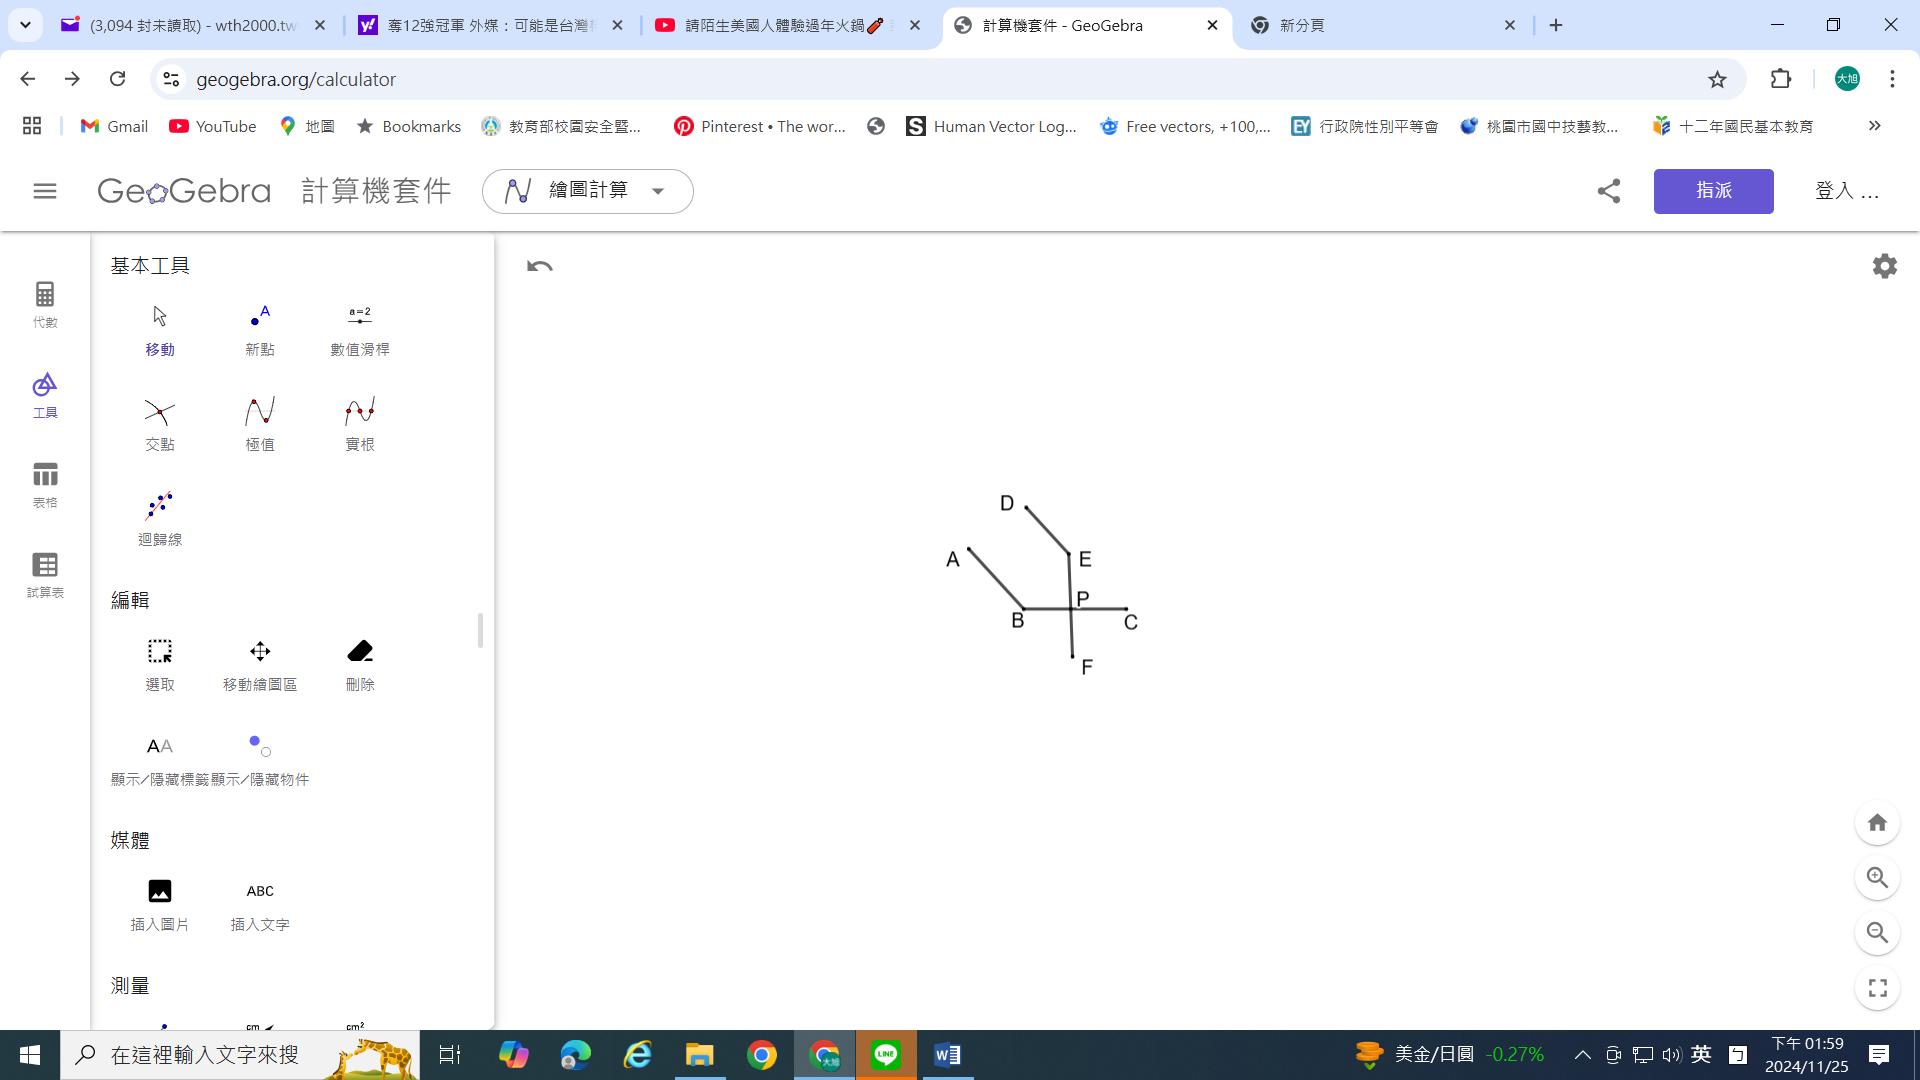 (3,094 封未讀取) - wth2000.tw
奪12強冠軍 外媒：可能是台灣
請陌生美國人體驗過年火鍋🧨
計算機套件 - GeoGebra
新分頁
geogebra.org/calculator
大旭
Gmail
YouTube
地圖
Bookmarks
教育部校園安全暨...
Pinterest • The wor...
Human Vector Log...
Free vectors, +100,...
EY 行政院性別平等會
桃園市國中技藝教...
十二年國民基本教育
GeoGebra 計算機套件
繪圖計算
指派
登入 ...
代數
工具
表格
試算表
基本工具
A
a=2
移動
新點
數值滑桿
交點
極值
實根
迴歸線
編輯
選取
移動繪圖區
刪除
AA
顯示／隱藏標籤
顯示／隱藏物件
媒體
ABC
插入圖片
插入文字
測量
cm
cm²
D
A
E
P
B
C
F
在這裡輸入文字來搜
LINE
美金/日圓 -0.27%
英
下午 01:59
2024/11/25